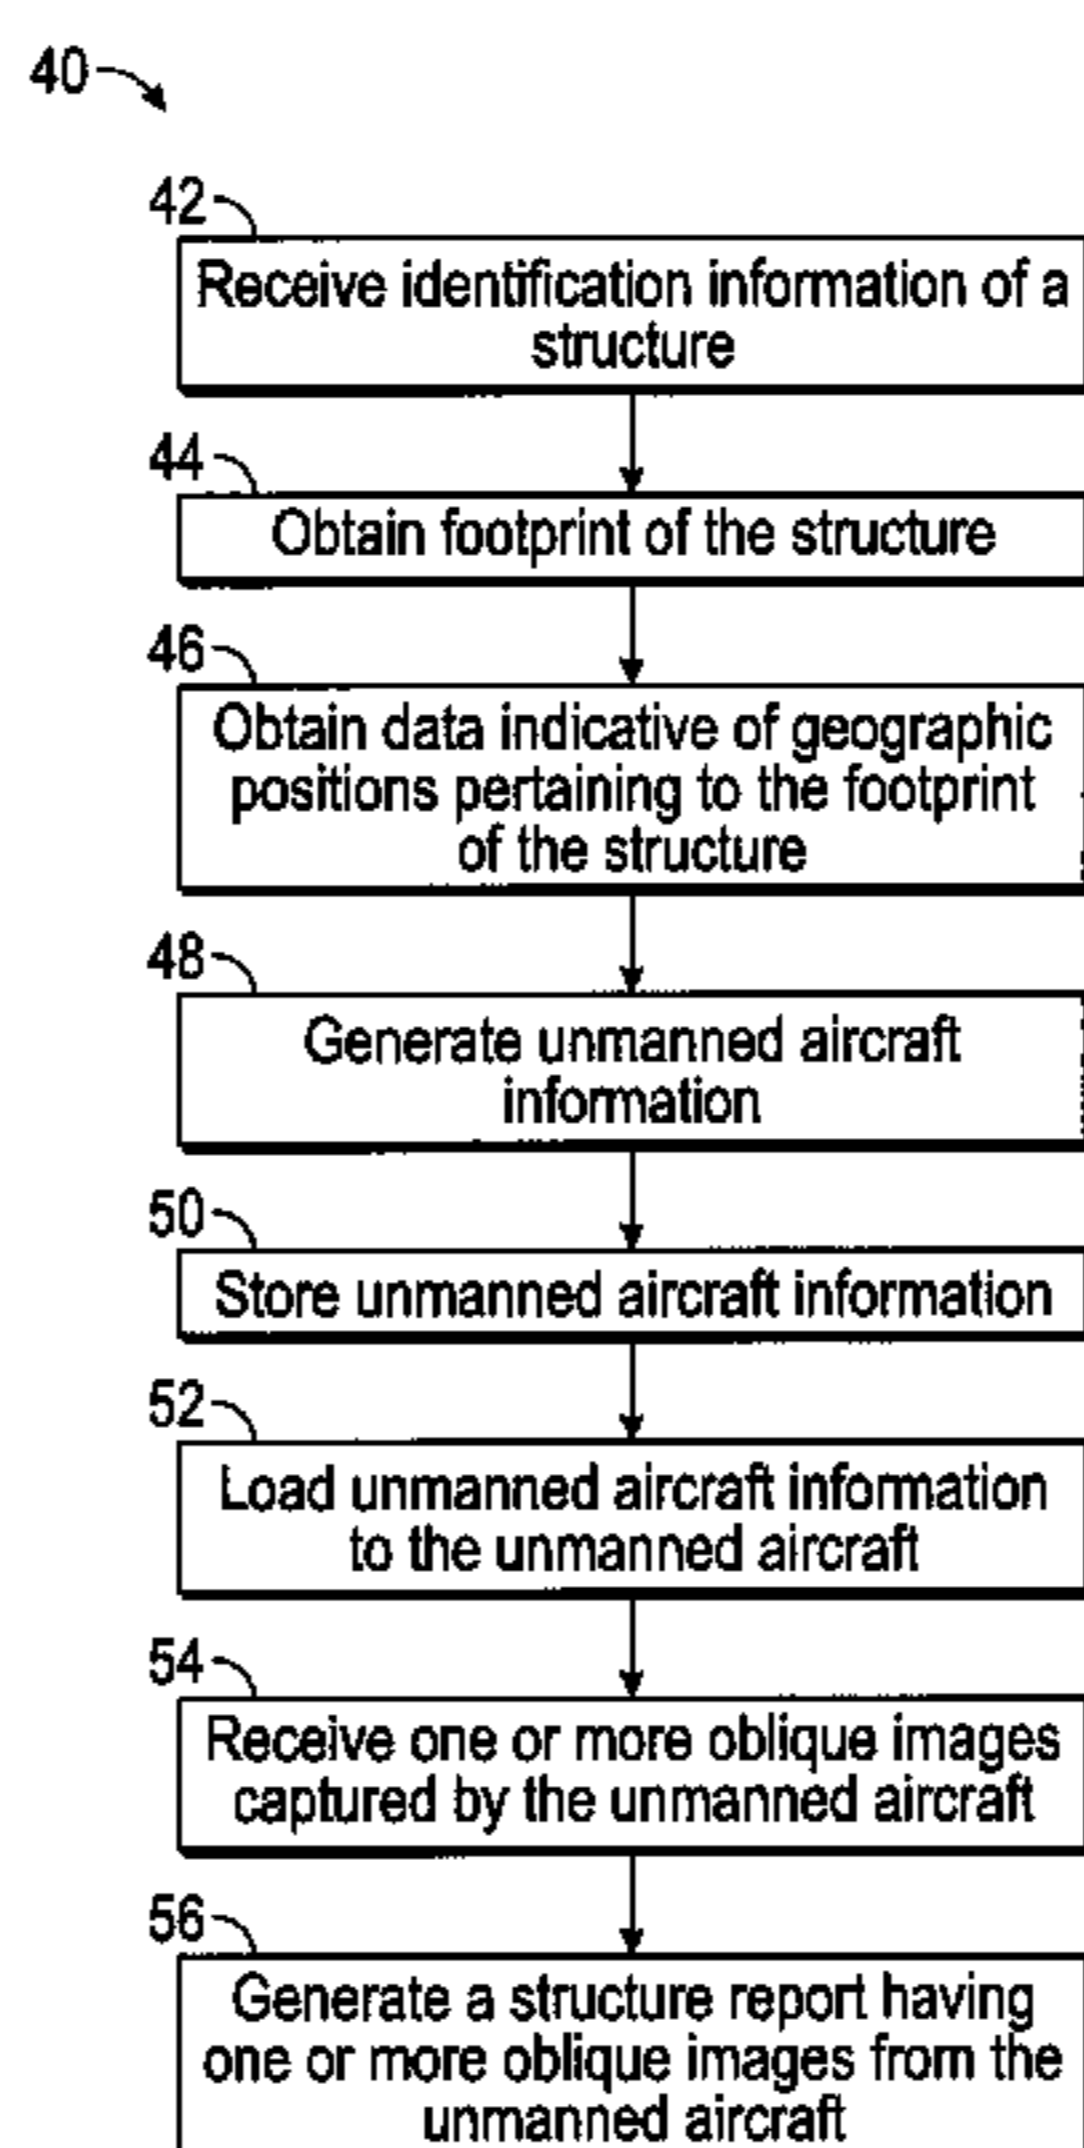 40
42
Receive identification information of a
structure
44
Obtain footprint of the structure
46
Obtain data indicative of geographic
positions pertaining to the footprint
of the structure
48
Generate unmanned aircraft
information
50
Store unmanned aircraft information
52
Load unmanned aircraft information
to the unmanned aircraft
54
Receive one or more oblique images
captured by the unmanned aircraft
56
Generate a structure report having
one or more oblique images from the
unmanned aircraft